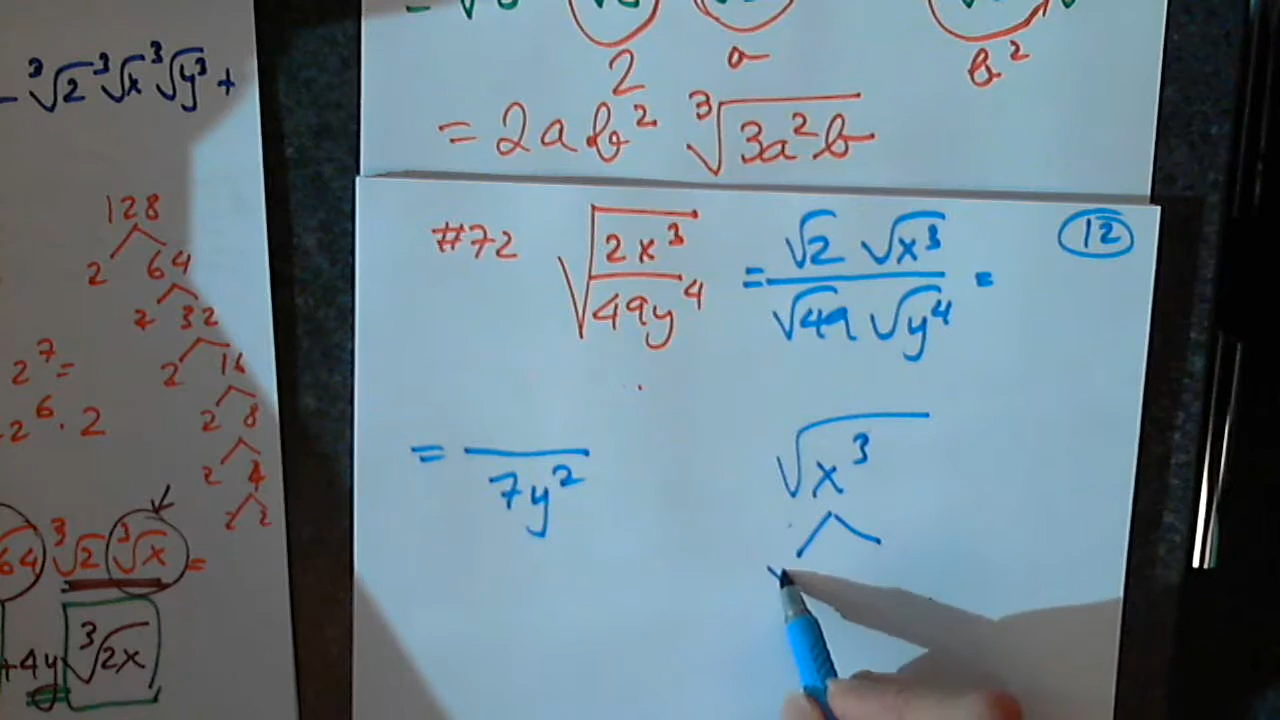 - ∛2 ∛x ∛y³ +
128
2 64
2 32
2⁷ =
2 16
2⁶ · 2
2 8
2 4
2 2
64 ∛2 ∛x =
+4y ∛2x
2 a b²
= 2ab² ∛3a²b
#72 √(2x³/49y⁴) = √2 √x³ / √49 √y⁴ =
12
= /7y²
√x³